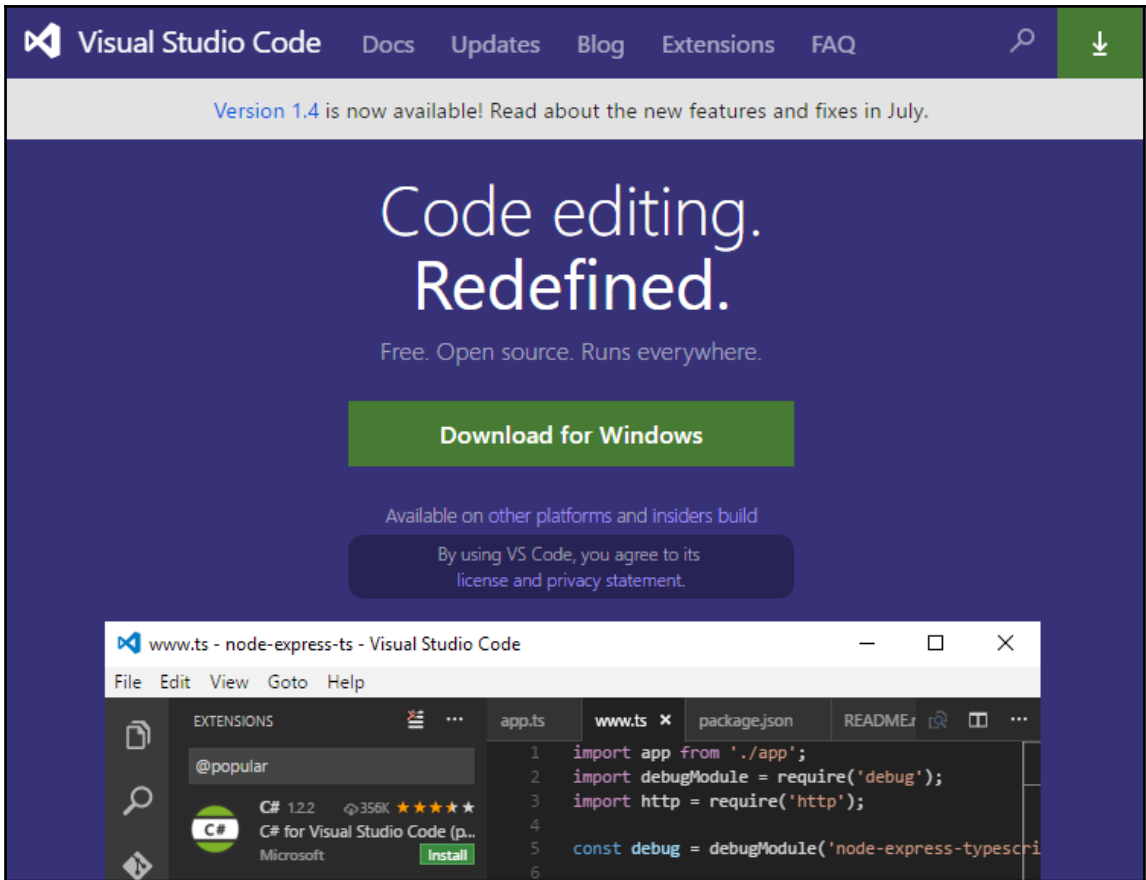 Visual Studio Code Docs Updates Blog Extensions FAQ
Version 1.4 is now available! Read about the new features and fixes in July.
Code editing.
Redefined.
Free. Open source. Runs everywhere.
Download for Windows
Available on other platforms and insiders build
By using VS Code, you agree to its
license and privacy statement.
www.ts - node-express-ts - Visual Studio Code
File Edit View Goto Help
EXTENSIONS ... app.ts www.ts package.json README.r ...
@popular
C# 1.2.2 356K
C#
C# for Visual Studio Code (p...
Microsoft Install
1 import app from './app';
2 import debugModule = require('debug');
3 import http = require('http');
4
5 const debug = debugModule('node-express-typescri
6